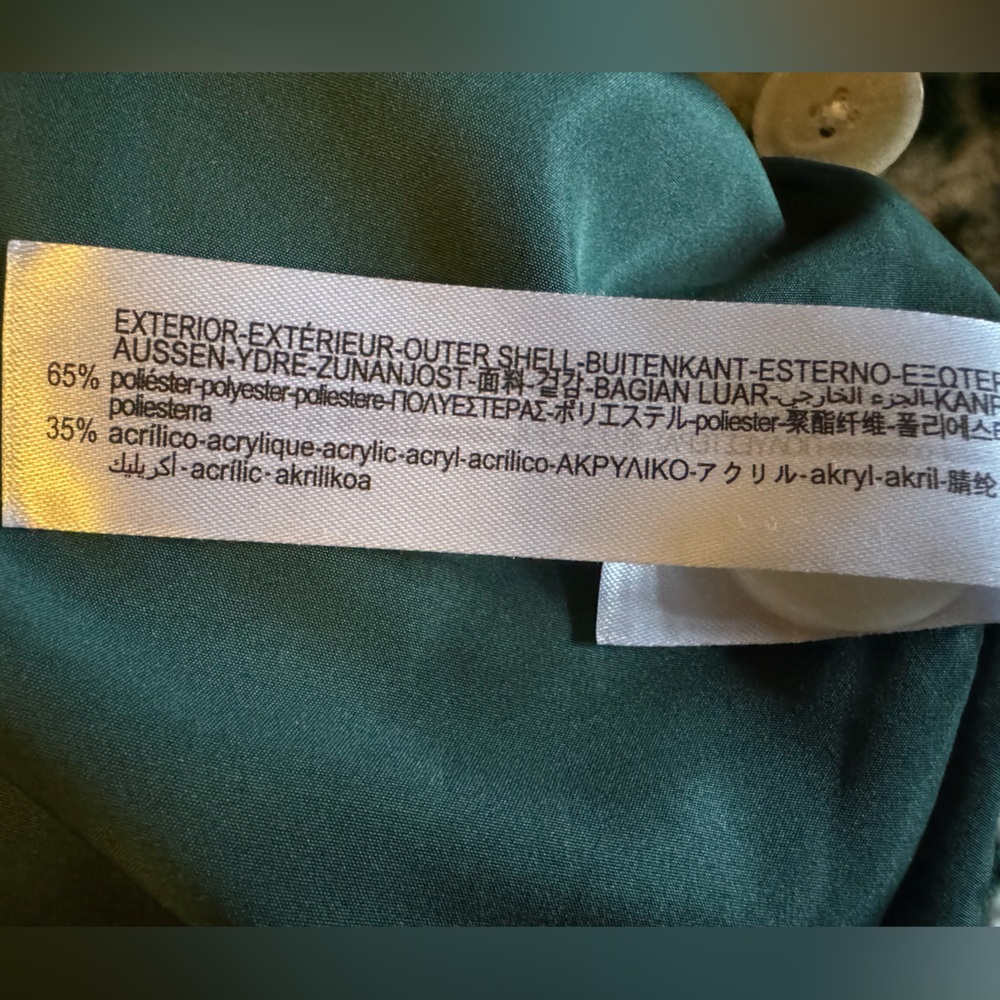 EXTERIOR-EXTÉRIEUR-OUTER SHELL-BUITENKANT-ESTERNO-ΕΞΩΤΕΡ
AUSSEN-YDRE-ZUNANJOST-面料-겉감-BAGIAN LUAR-الجزء الخارجي-KANP
65% poliéster-polyester-poliestere-ΠΟΛΥΕΣΤΕΡΑΣ-ポリエステル-poliester-聚酯纤维-폴리에스
poliesterra
35% acrílico-acrylique-acrylic-acryl-acrilico-ΑΚΡΥΛΙΚΟ-アクリル-akryl-akril-腈纶
أكريليك-acrílic-akrilikoa